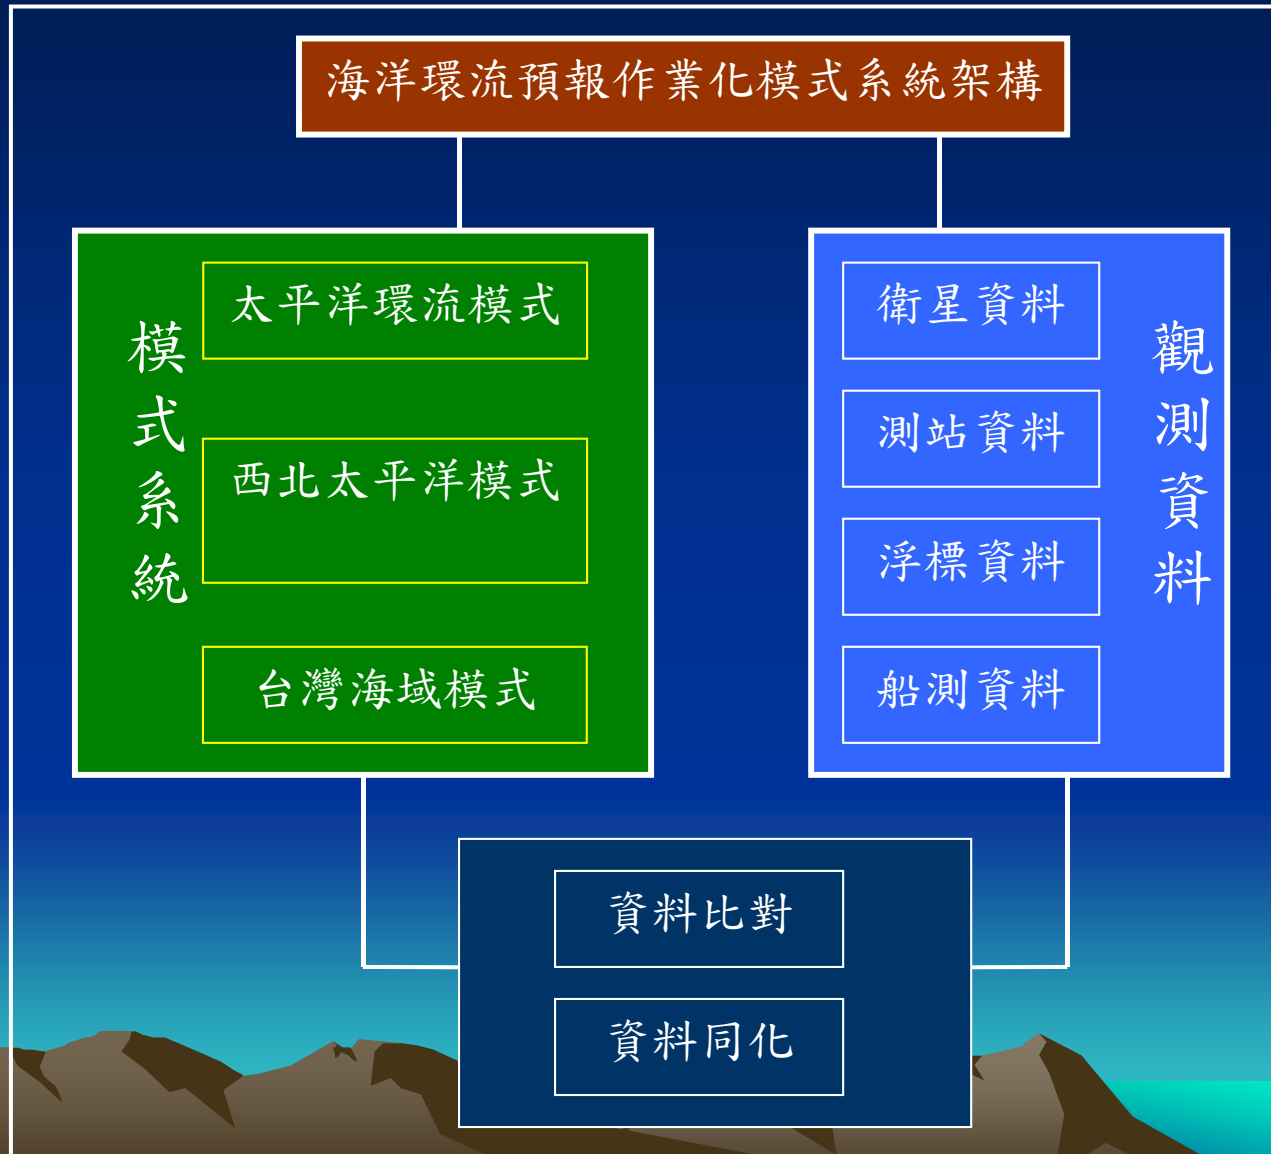 海洋環流預報作業化模式系統架構
模式系統
太平洋環流模式
西北太平洋模式
台灣海域模式
衛星資料
測站資料
浮標資料
船測資料
觀測資料
資料比對
資料同化